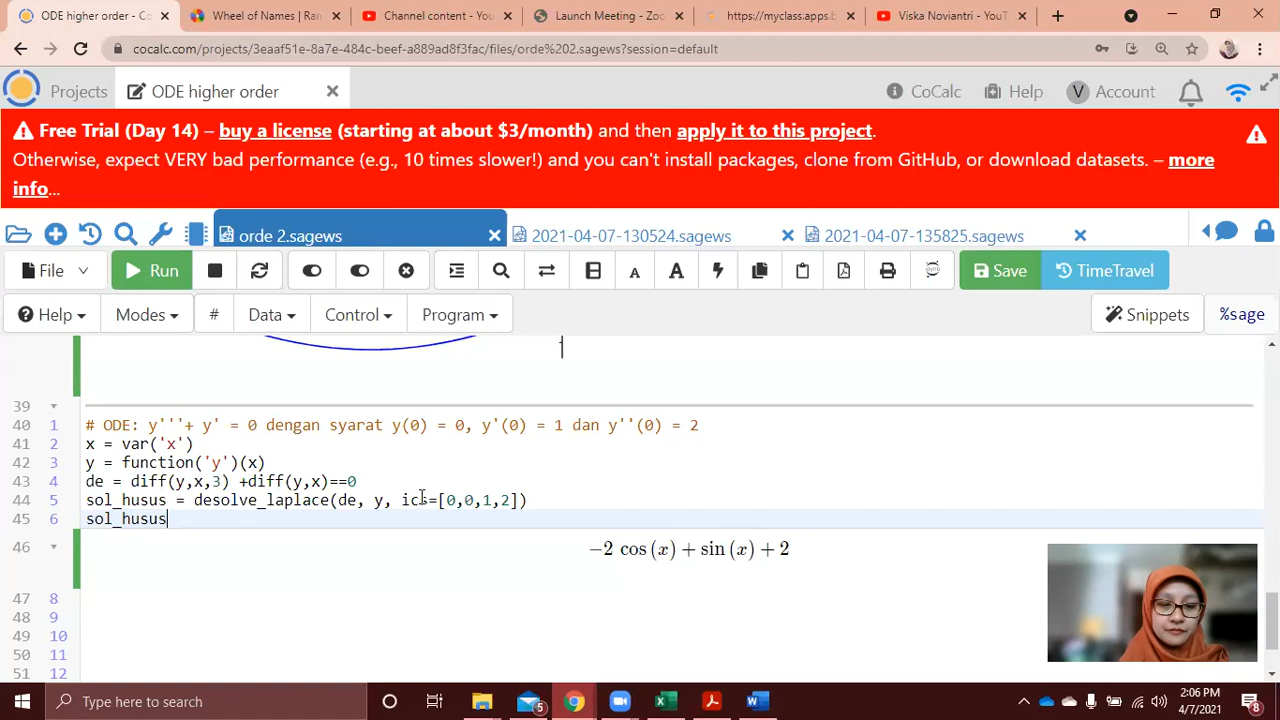 ODE higher order - Co
Wheel of Names | Ran
Channel content - You
Launch Meeting - Zoo
https://myclass.apps.b
Viska Noviantri - YouT
cocalc.com/projects/3eaaf51e-8a7e-484c-beef-a889ad8f3fac/files/orde%202.sagews?session=default
Projects
ODE higher order
CoCalc
Help
V
Account
Free Trial (Day 14) – buy a license (starting at about $3/month) and then apply it to this project.
Otherwise, expect VERY bad performance (e.g., 10 times slower!) and you can't install packages, clone from GitHub, or download datasets. – more
info...
orde 2.sagews
2021-04-07-130524.sagews
2021-04-07-135825.sagews
File
Run
A
A
Save
TimeTravel
Help
Modes
#
Data
Control
Program
Snippets
%sage
39
40 1 # ODE: y'''+ y' = 0 dengan syarat y(0) = 0, y'(0) = 1 dan y''(0) = 2
41 2 x = var('x')
42 3 y = function('y')(x)
43 4 de = diff(y,x,3) +diff(y,x)==0
44 5 sol_husus = desolve_laplace(de, y, ics=[0,0,1,2])
45 6 sol_husus
46 −2 cos (x) + sin (x) + 2
47 8
48 9
49 10
50 11
51 12
Type here to search
5
2:06 PM
4/7/2021
8